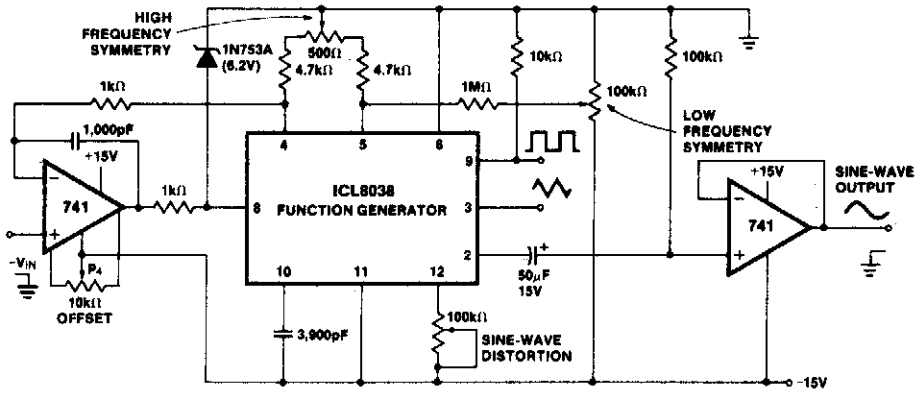 HIGH
FREQUENCY
SYMMETRY
1N753A
(6.2V)
500Ω
4.7kΩ
4.7kΩ
10kΩ
100kΩ
100kΩ
1kΩ
1MΩ
LOW
FREQUENCY
SYMMETRY
1,000pF
+15V
−
741
+
1kΩ
-VIN
P4
10kΩ
OFFSET
4
5
6
8
9
3
2
10
11
12
ICL8038
FUNCTION GENERATOR
50μF
15V
+
3,900pF
100kΩ
SINE-WAVE
DISTORTION
+15V
−
741
+
SINE-WAVE
OUTPUT
-15V